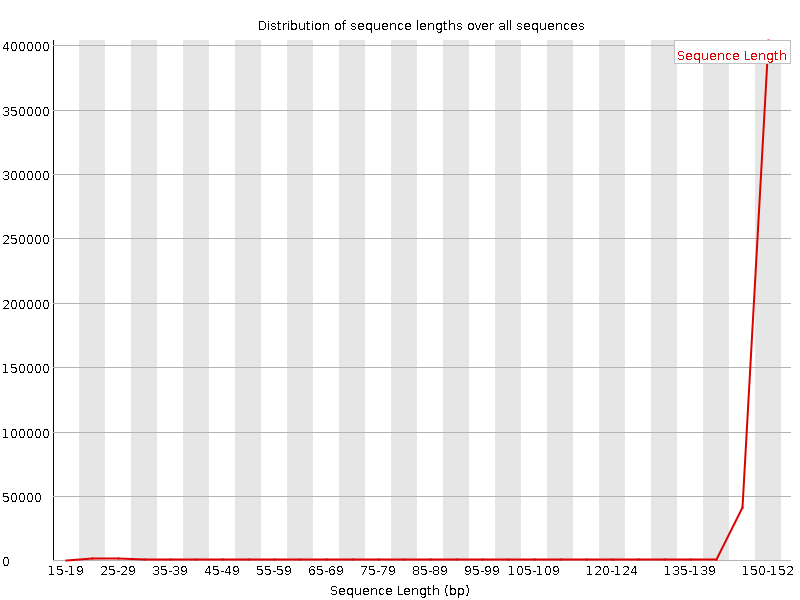 Distribution of sequence lengths over all sequences
Sequence Length
400000
350000
300000
250000
200000
150000
100000
50000
0
15-19 25-29 35-39 45-49 55-59 65-69 75-79 85-89 95-99 105-109 120-124 135-139 150-152
Sequence Length (bp)